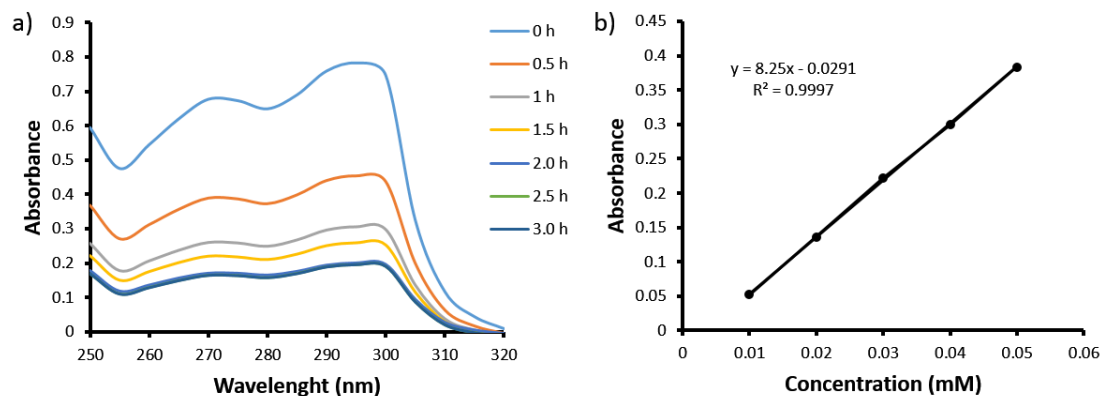 a)
0.9
0.8
0.7
0.6
0.5
0.4
0.3
0.2
0.1
0
Absorbance
250 260 270 280 290 300 310 320
Wavelenght (nm)
0 h
0.5 h
1 h
1.5 h
2.0 h
2.5 h
3.0 h
b)
0.45
0.4
0.35
0.3
0.25
0.2
0.15
0.1
0.05
0
Absorbance
y = 8.25x - 0.0291
R² = 0.9997
0 0.01 0.02 0.03 0.04 0.05 0.06
Concentration (mM)